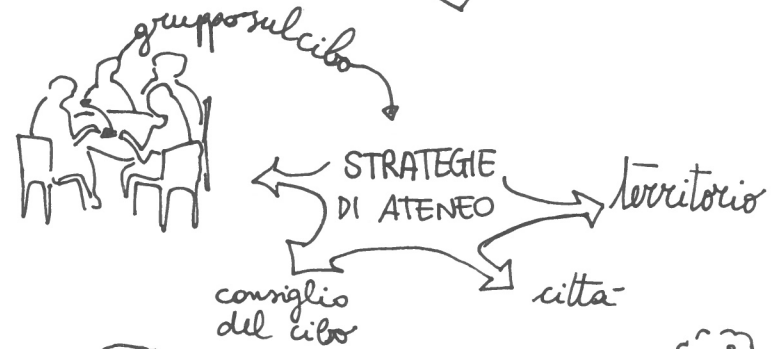 gruppo sul cibo
STRATEGIE
DI ATENEO
territorio
consiglio
del cibo
città